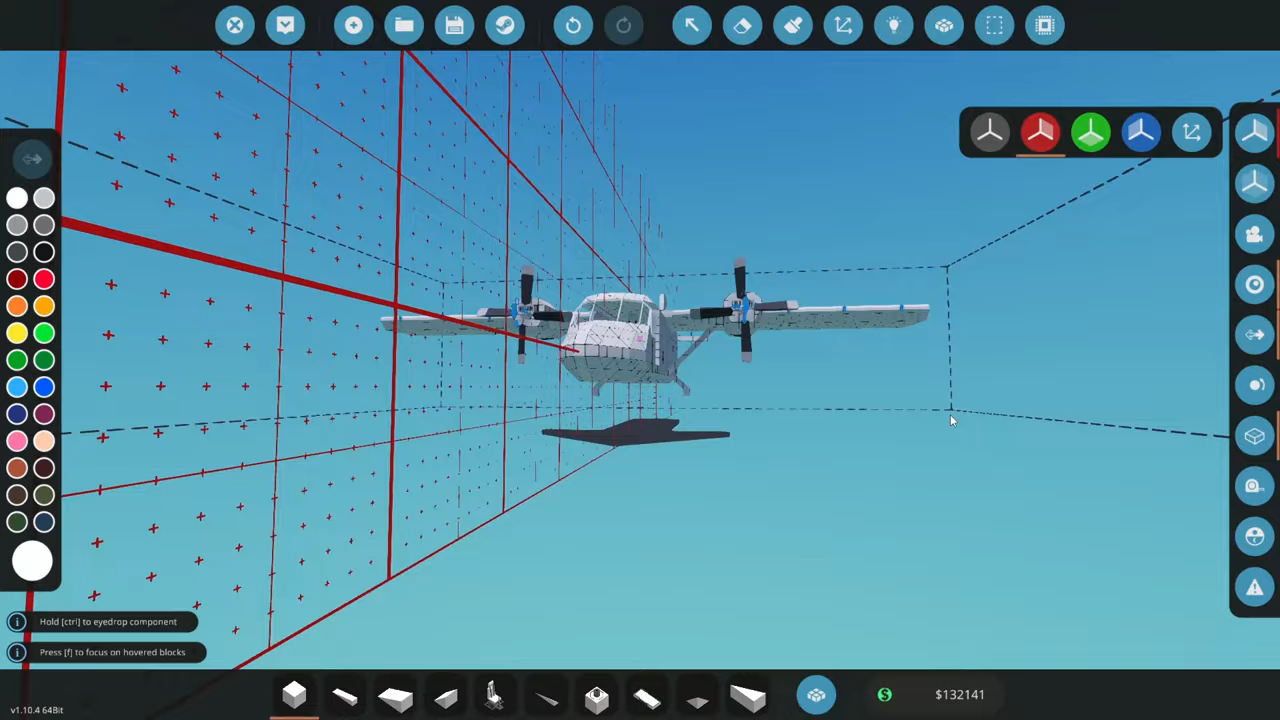 Hold [ctrl] to eyedrop component
Press [f] to focus on hovered blocks
$132141
v1.10.4 64Bit